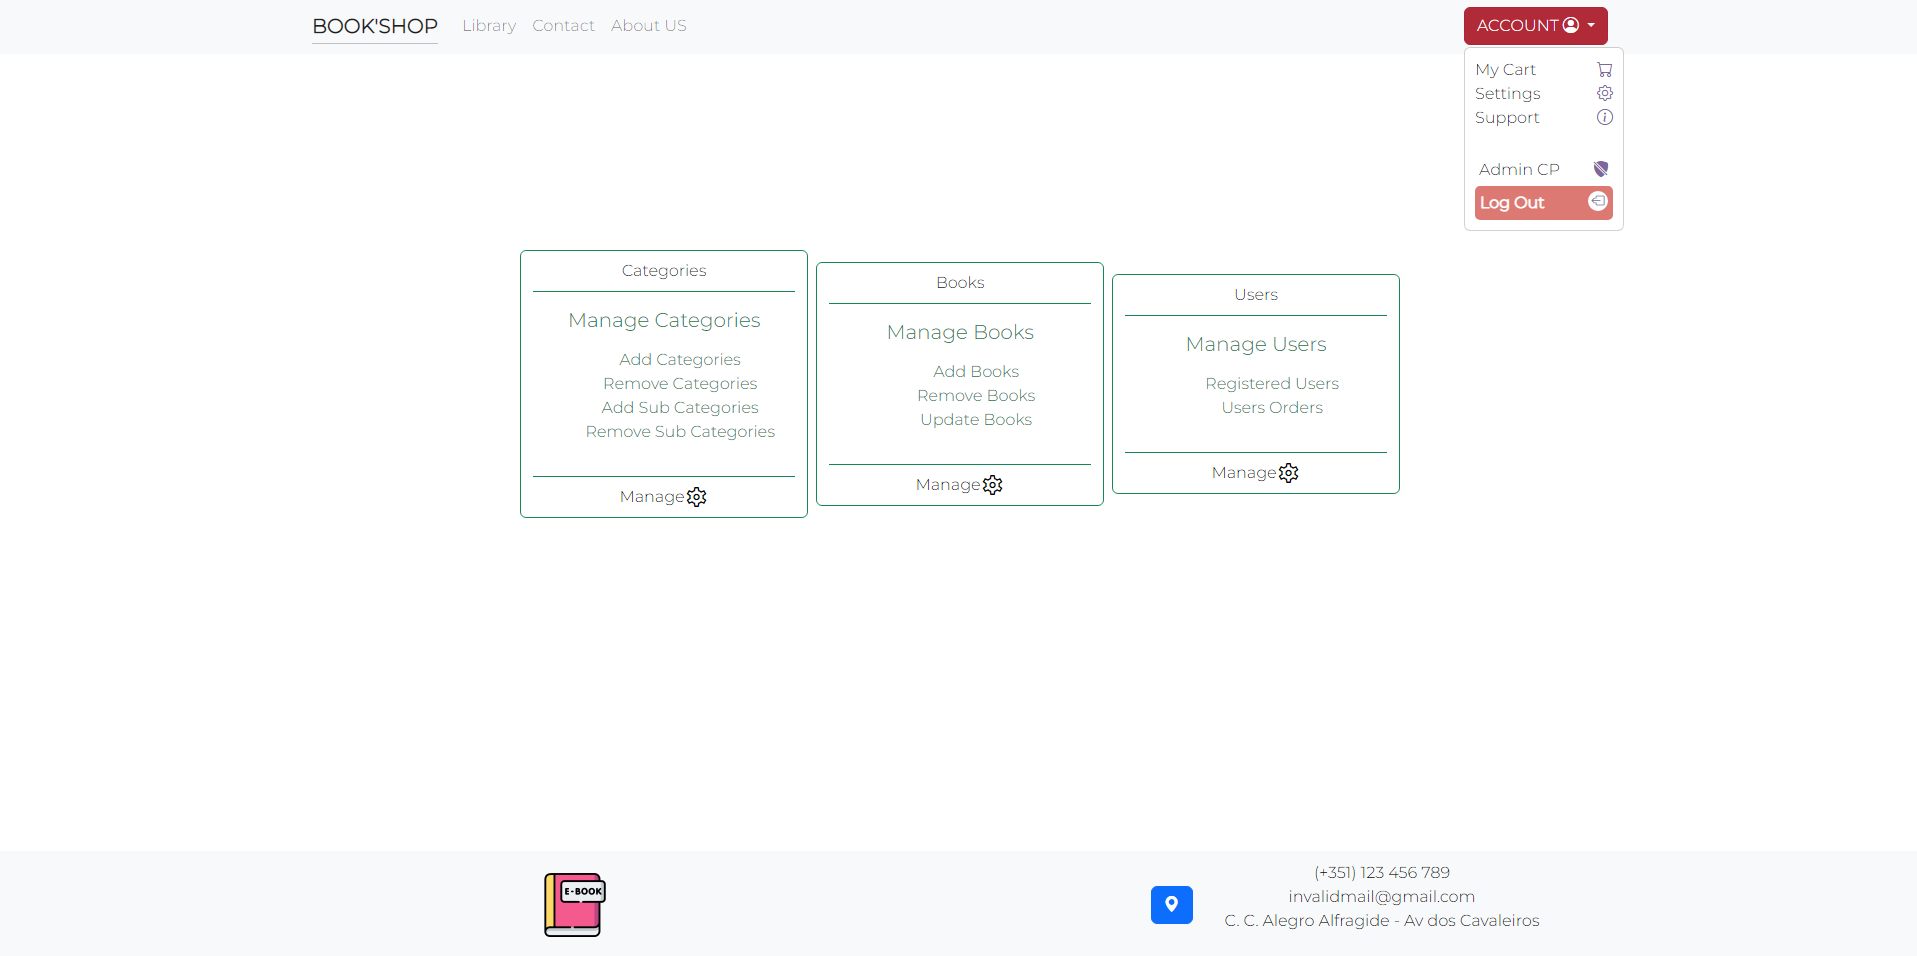 BOOK'SHOP
Library
Contact
About US
ACCOUNT
My Cart
Settings
Support
Admin CP
Log Out
Categories
Manage Categories
Add Categories
Remove Categories
Add Sub Categories
Remove Sub Categories
Manage
Books
Manage Books
Add Books
Remove Books
Update Books
Manage
Users
Manage Users
Registered Users
Users Orders
Manage
E-BOOK
(+351) 123 456 789
invalidmail@gmail.com
C. C. Alegro Alfragide - Av dos Cavaleiros